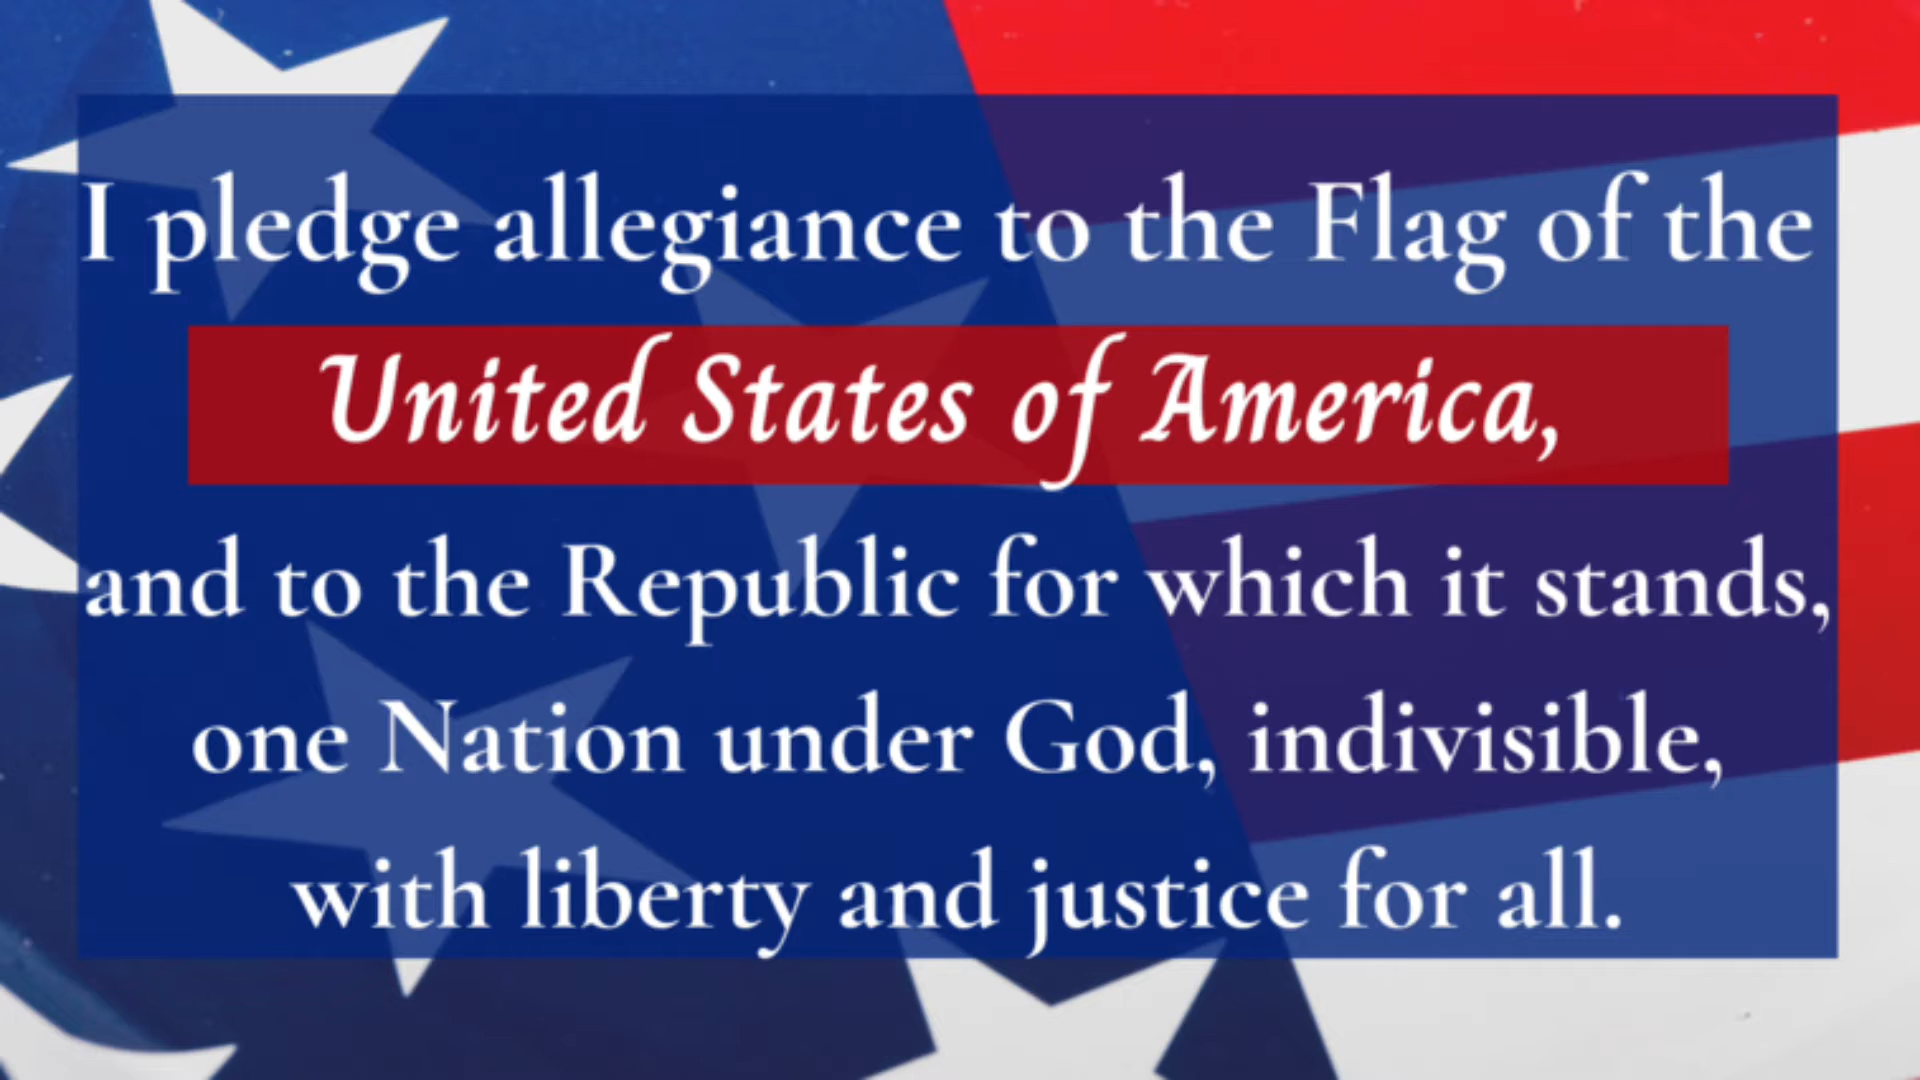 I pledge allegiance to the Flag of the
United States of America,
and to the Republic for which it stands,
one Nation under God, indivisible,
with liberty and justice for all.